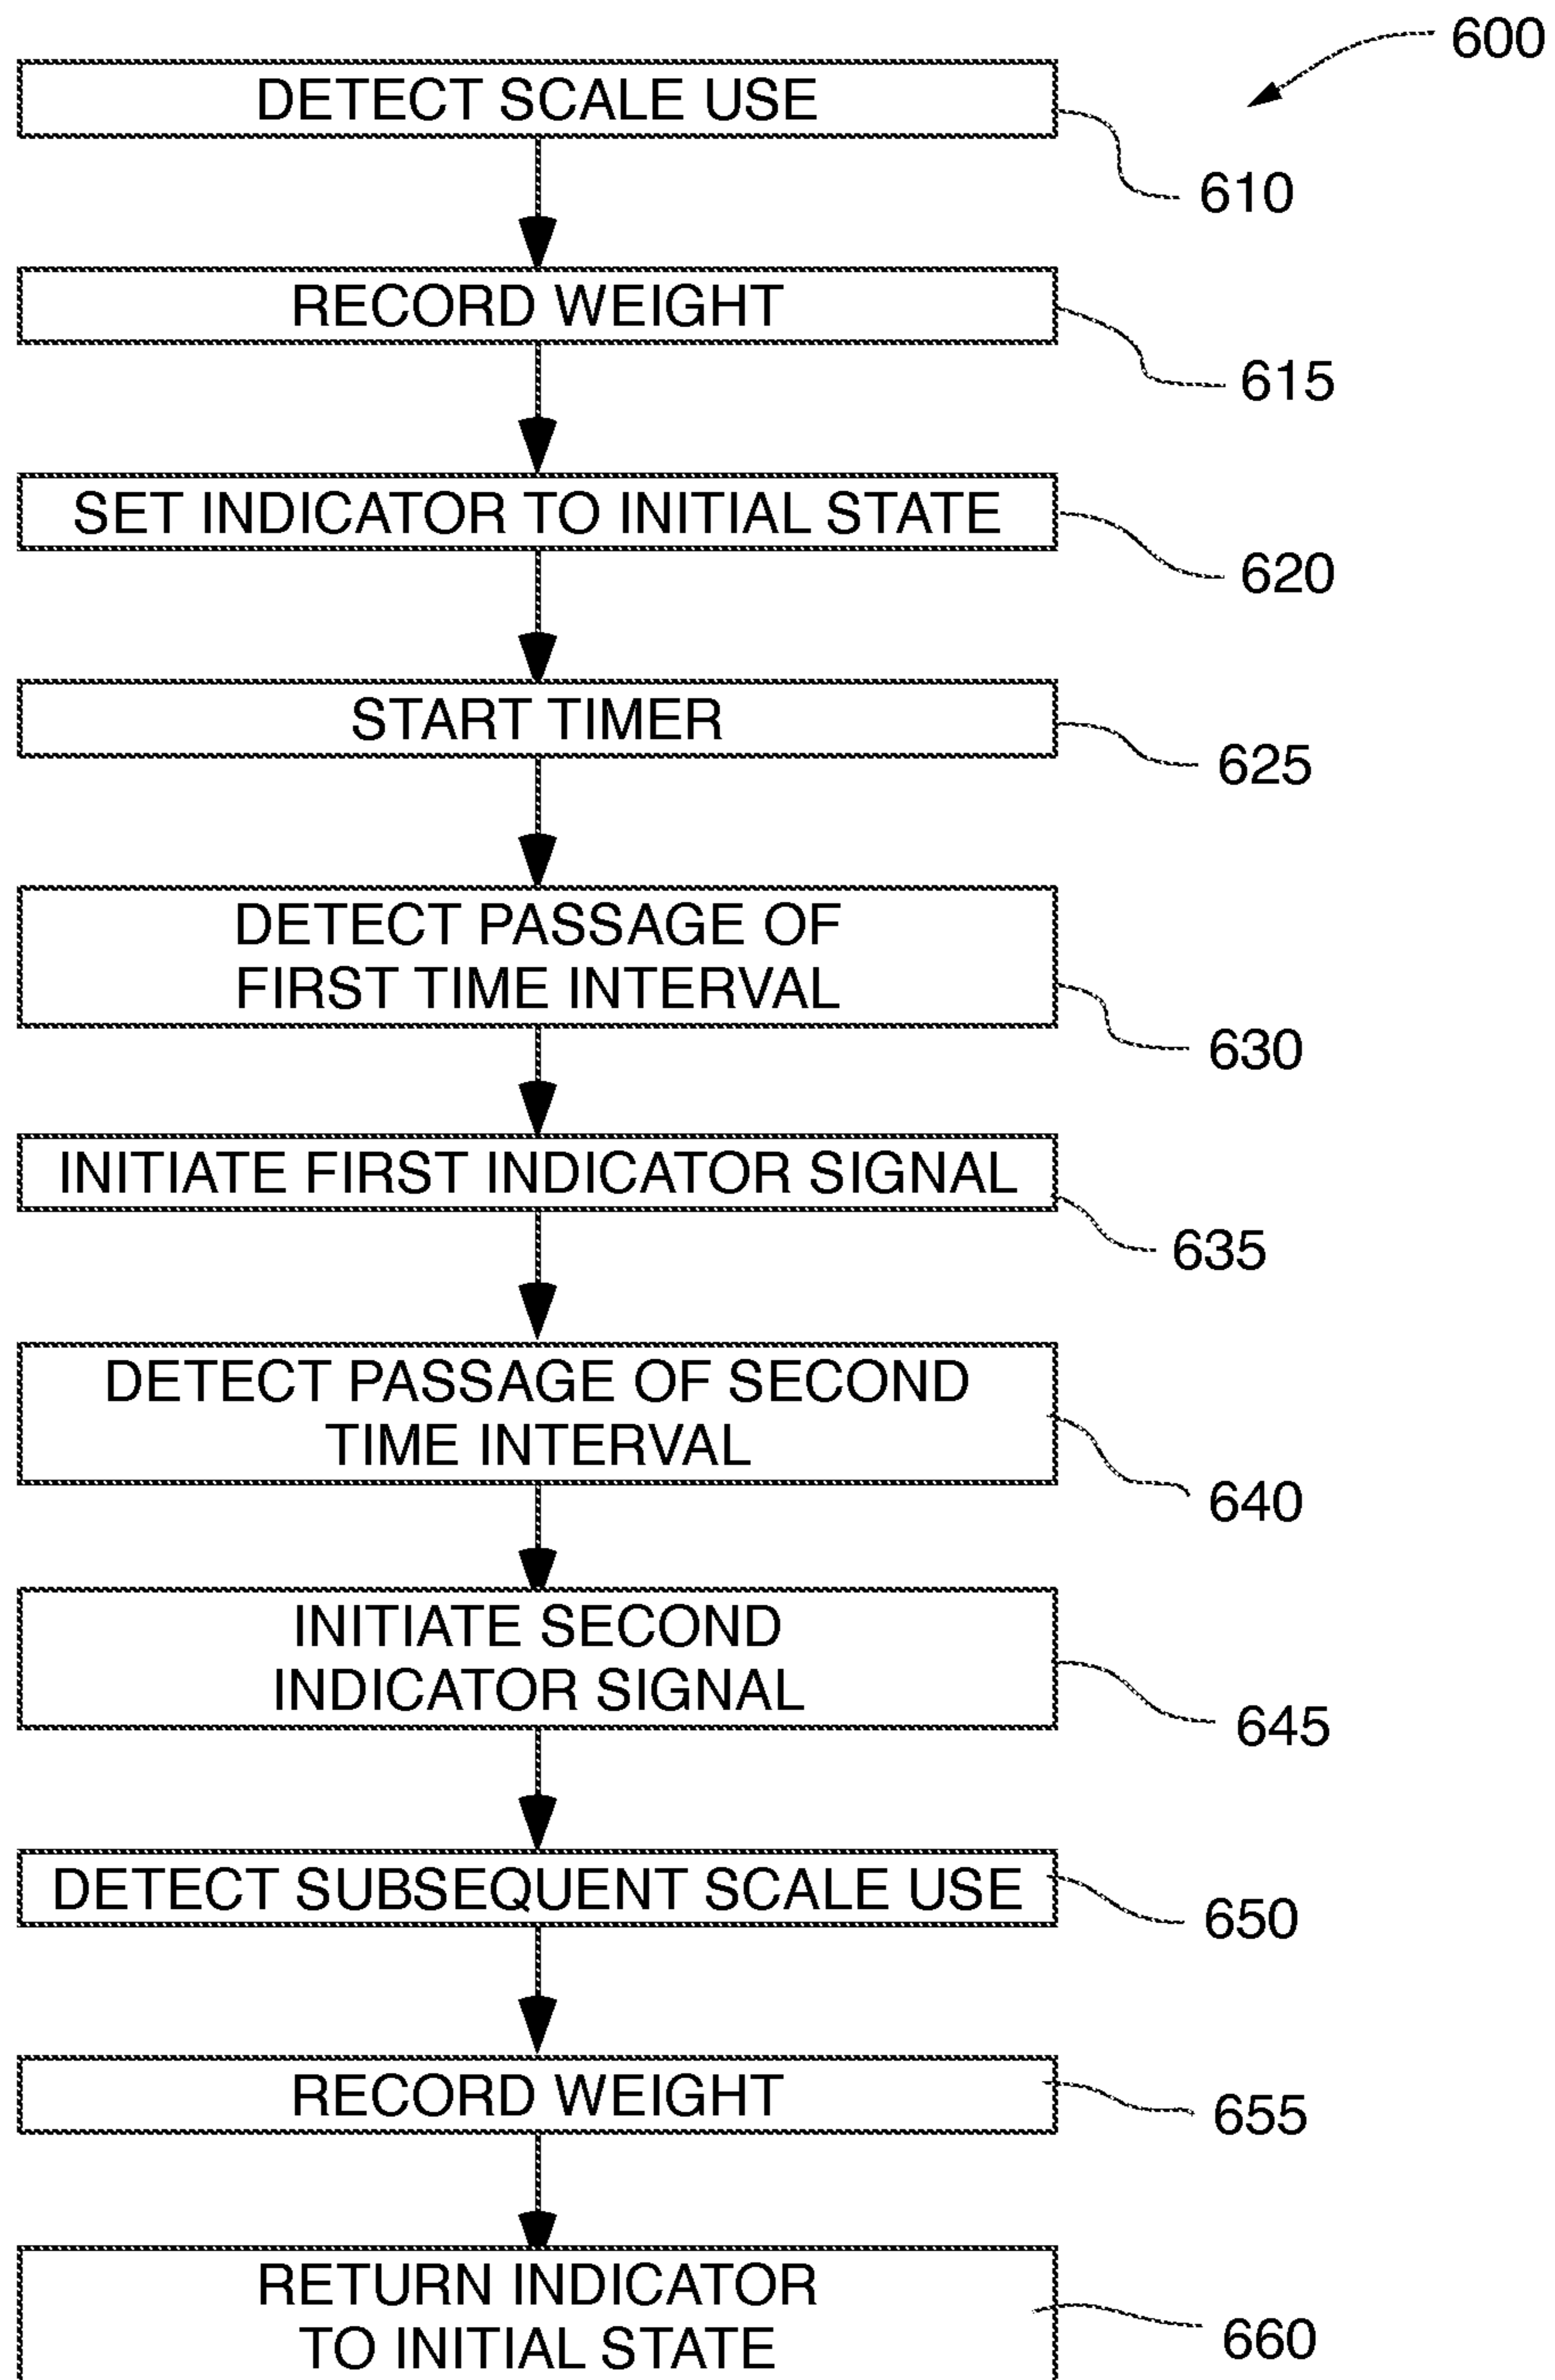 600
DETECT SCALE USE
610
RECORD WEIGHT
615
SET INDICATOR TO INITIAL STATE
620
START TIMER
625
DETECT PASSAGE OF
FIRST TIME INTERVAL
630
INITIATE FIRST INDICATOR SIGNAL
635
DETECT PASSAGE OF SECOND
TIME INTERVAL
640
INITIATE SECOND
INDICATOR SIGNAL
645
DETECT SUBSEQUENT SCALE USE
650
RECORD WEIGHT
655
RETURN INDICATOR
TO INITIAL STATE
660